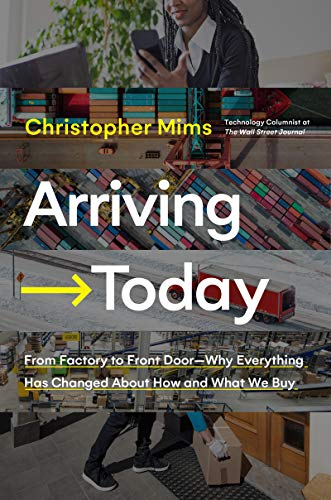 Christopher Mims
Technology Columnist at
The Wall Street Journal
Arriving
→Today
From Factory to Front Door—Why Everything
Has Changed About How and What We Buy